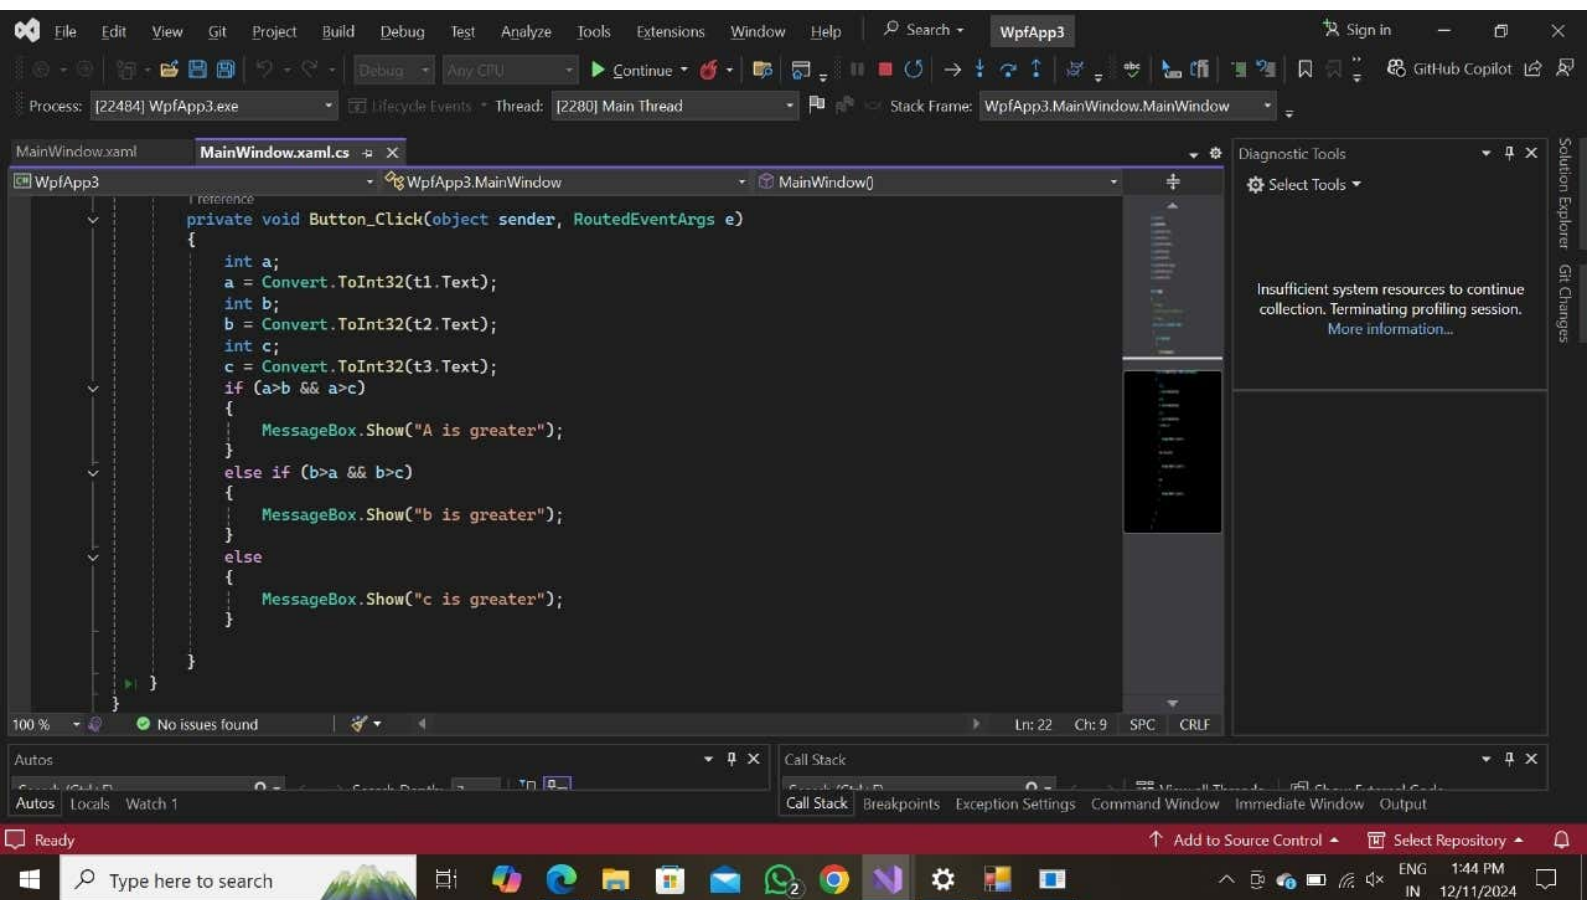 File Edit View Git Project Build Debug Test Analyze Tools Extensions Window Help Search WpfApp3 Sign in
Debug Any CPU Continue GitHub Copilot
Process: [22484] WpfApp3.exe Lifecycle Events Thread: [2280] Main Thread Stack Frame: WpfApp3.MainWindow.MainWindow
MainWindow.xaml MainWindow.xaml.cs
WpfApp3 WpfApp3.MainWindow MainWindow()
1 reference
private void Button_Click(object sender, RoutedEventArgs e)
{
int a;
a = Convert.ToInt32(t1.Text);
int b;
b = Convert.ToInt32(t2.Text);
int c;
c = Convert.ToInt32(t3.Text);
if (a>b && a>c)
{
MessageBox.Show("A is greater");
}
else if (b>a && b>c)
{
MessageBox.Show("b is greater");
}
else
{
MessageBox.Show("c is greater");
}
}
}
}
100 % No issues found Ln: 22 Ch: 9 SPC CRLF
Diagnostic Tools
Select Tools
Insufficient system resources to continue
collection. Terminating profiling session.
More information...
Solution Explorer
Git Changes
Autos
Autos Locals Watch 1
Call Stack
Call Stack Breakpoints Exception Settings Command Window Immediate Window Output
Ready Add to Source Control Select Repository
Type here to search
2
ENG
IN
1:44 PM
12/11/2024